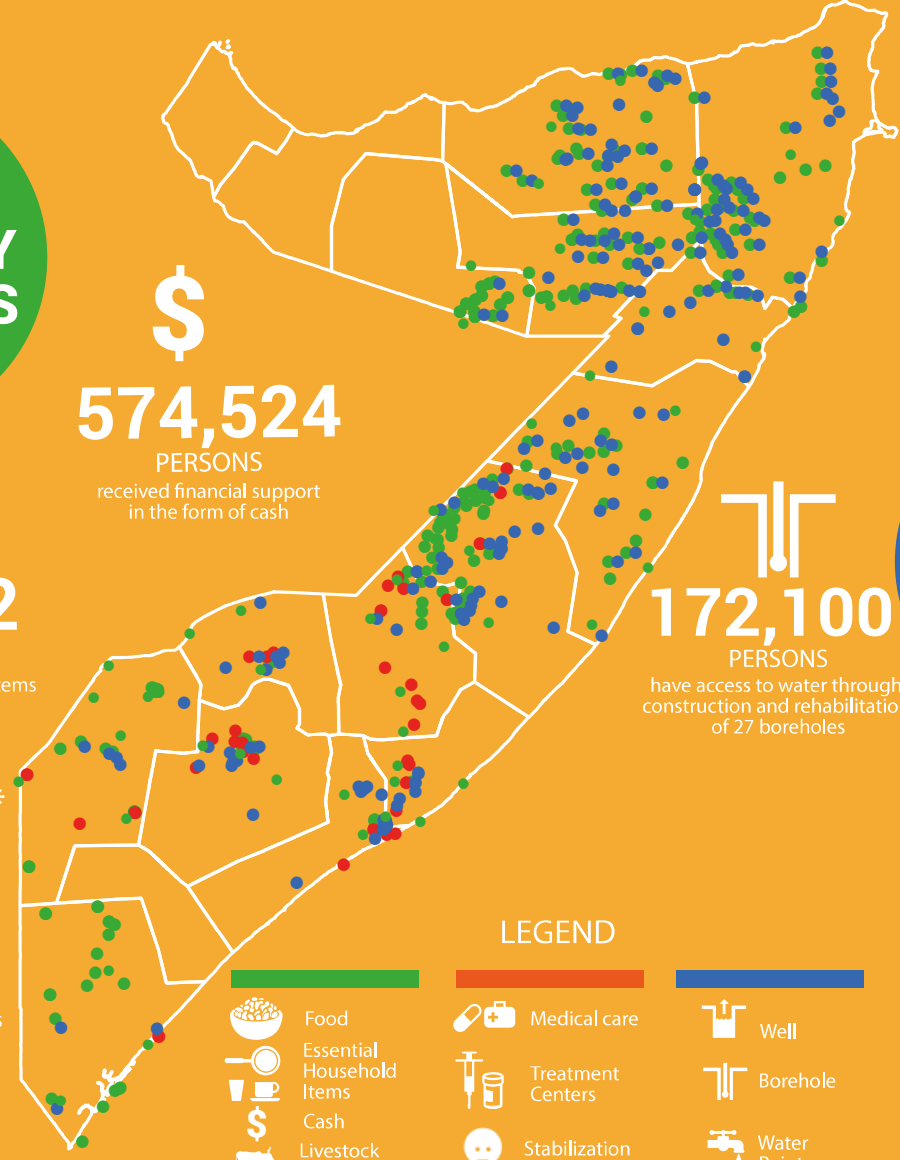 Y
S
$
574,524
PERSONS
received financial support
in the form of cash
2
172,100
PERSONS
have access to water through
of 27 boreholes
LEGEND
Food
Essential
Household
Items
$
Cash
Livestock
Medical care
Treatment
Centers
Stabilization
Well
Borehole
Water
construction and rehabilitatio
tems
s